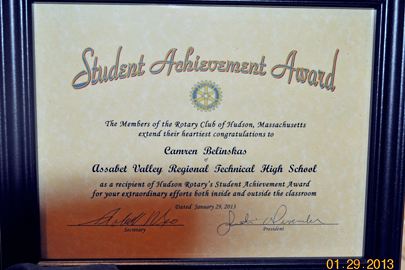 Student Achievement Award
The Members of the Rotary Club of Hudson, Massachusetts
extend their heartiest congratulations to
Camren Belinskas
of
Assabet Valley Regional Technical High School
as a recipient of Hudson Rotary's Student Achievement Award
for your extraordinary efforts both inside and outside the classroom
Dated January 29, 2013
Secretary President
01.29.2013